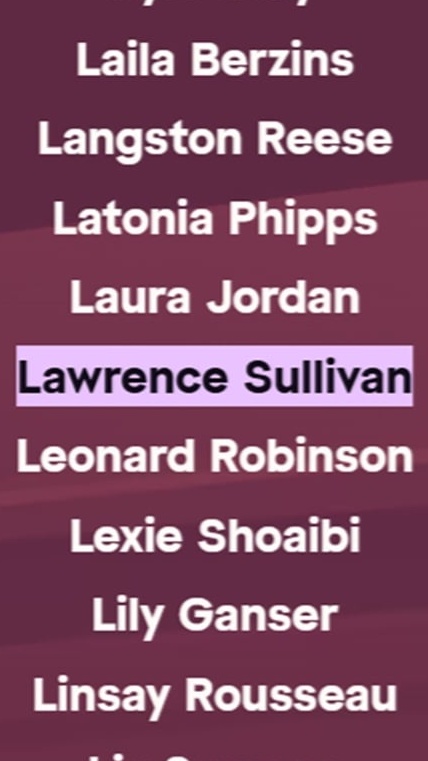 Laila Berzins
Langston Reese
Latonia Phipps
Laura Jordan
Lawrence Sullivan
Leonard Robinson
Lexie Shoaibi
Lily Ganser
Linsay Rousseau